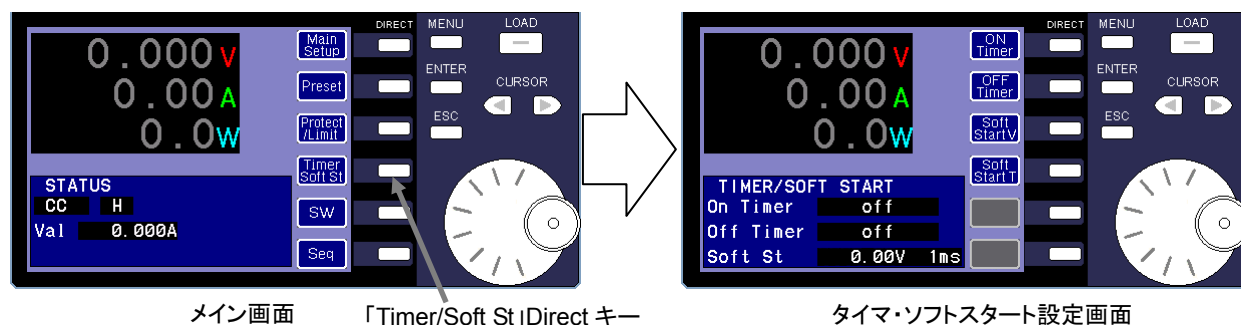 DIRECT
MENU
LOAD
ENTER
CURSOR
ESC
0.000V
0.00A
0.0W
Main
Setup
Preset
Protect
/Limit
Timer
Soft St
SW
Seq
STATUS
CC H
Val 0.000A
メイン画面
「Timer/Soft St」Direct キー
DIRECT
MENU
LOAD
ENTER
CURSOR
ESC
0.000V
0.00A
0.0W
ON
Timer
OFF
Timer
Soft
StartV
Soft
StartT
TIMER/SOFT START
On Timer off
Off Timer off
Soft St 0.00V 1ms
タイマ・ソフトスタート設定画面